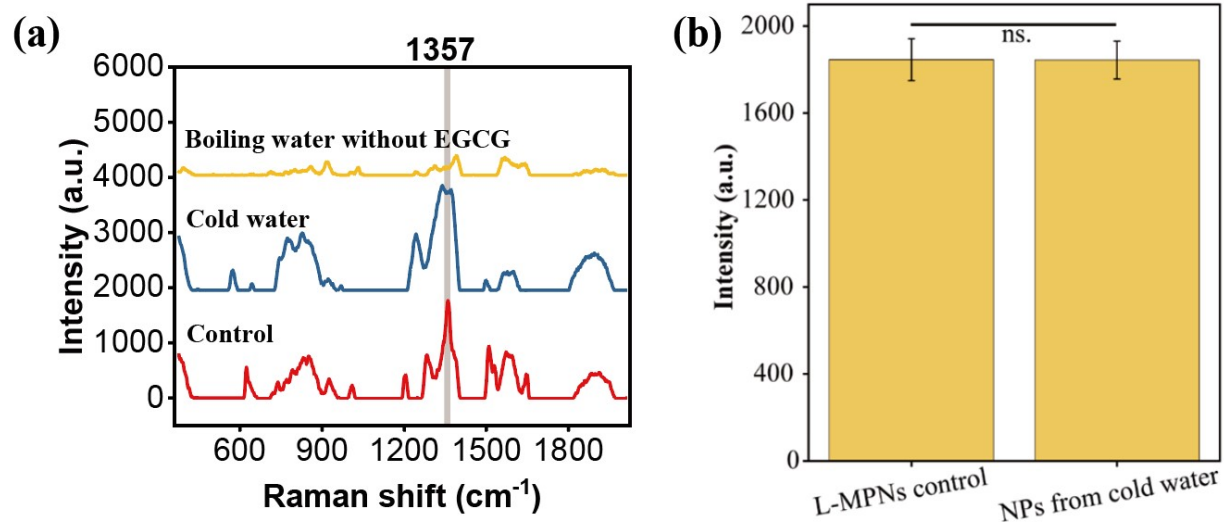 (a)
1357
6000
5000
Boiling water without EGCG
4000
Cold water
3000
2000
Control
1000
0
600 900 1200 1500 1800
Intensity (a.u.)
Raman shift (cm-1)
(b)
2000
ns.
1600
1200
800
400
0
Intensity (a.u.)
L-MPNs control
NPs from cold water